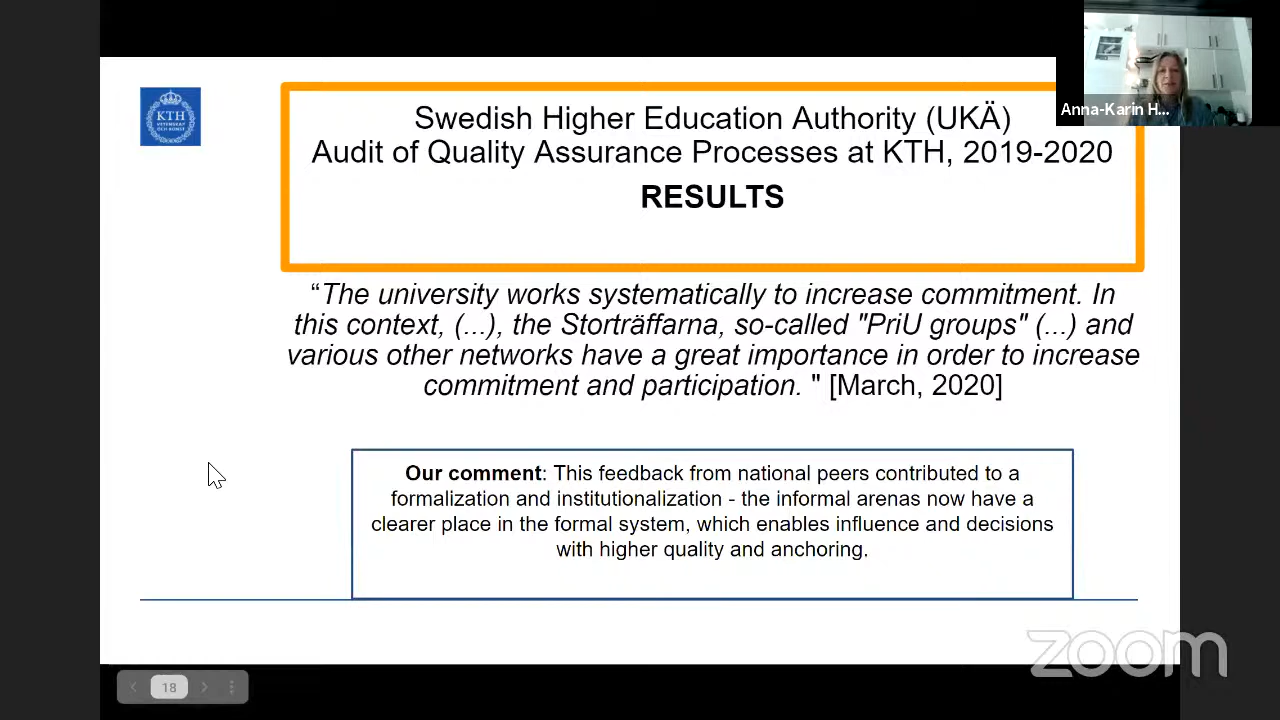 Anna-Karin H...
KTH
VETENSKAP
OCH KONST
Swedish Higher Education Authority (UKÄ)
Audit of Quality Assurance Processes at KTH, 2019-2020
RESULTS
“The university works systematically to increase commitment. In
this context, (...), the Storträffarna, so-called "PriU groups" (...) and
various other networks have a great importance in order to increase
commitment and participation. " [March, 2020]
Our comment: This feedback from national peers contributed to a
formalization and institutionalization - the informal arenas now have a
clearer place in the formal system, which enables influence and decisions
with higher quality and anchoring.
zoom
18